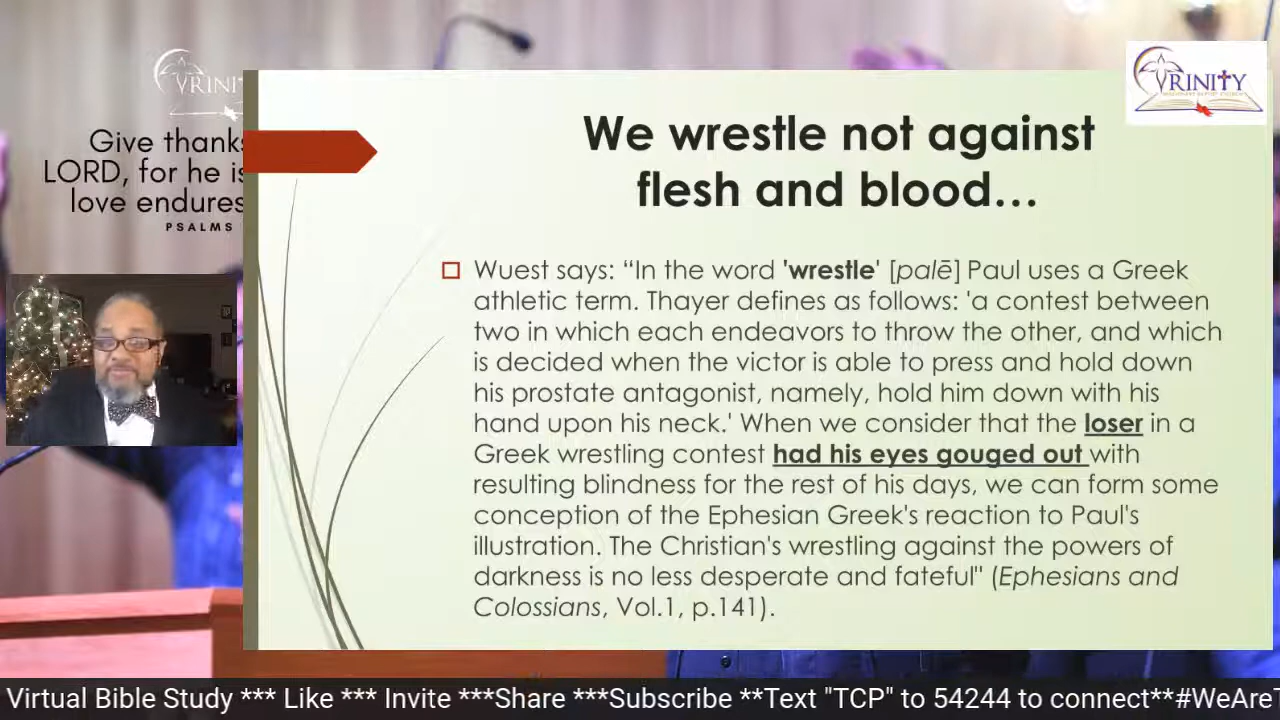 TRINITY
Give thanks
LORD, for he is
love endures
PSALMS
TRINITY
We wrestle not against
flesh and blood…
Wuest says: “In the word 'wrestle' [palē] Paul uses a Greek
athletic term. Thayer defines as follows: 'a contest between
two in which each endeavors to throw the other, and which
is decided when the victor is able to press and hold down
his prostate antagonist, namely, hold him down with his
hand upon his neck.' When we consider that the loser in a
Greek wrestling contest had his eyes gouged out with
resulting blindness for the rest of his days, we can form some
conception of the Ephesian Greek's reaction to Paul's
illustration. The Christian's wrestling against the powers of
darkness is no less desperate and fateful" (Ephesians and
Colossians, Vol.1, p.141).
Virtual Bible Study *** Like *** Invite ***Share ***Subscribe **Text "TCP" to 54244 to connect**#WeAreT